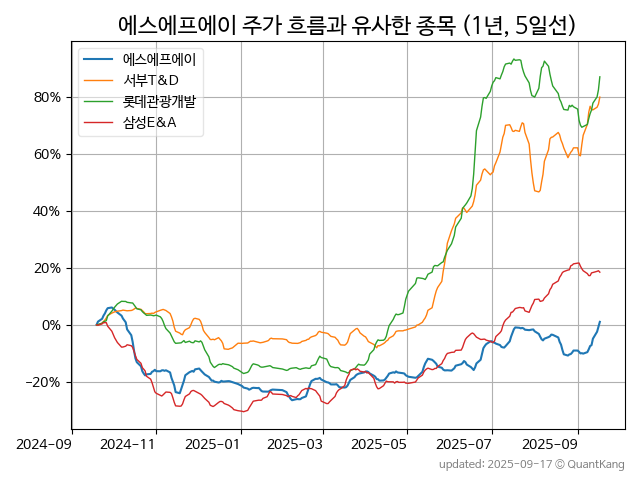 에스에프에이 주가 흐름과 유사한 종목 (1년, 5일선)
에스에프에이
서부T&D
롯데관광개발
삼성E&A
80%
60%
40%
20%
0%
−20%
2024-09
2024-11
2025-01
2025-03
2025-05
2025-07
2025-09
updated: 2025-09-17 © QuantKang